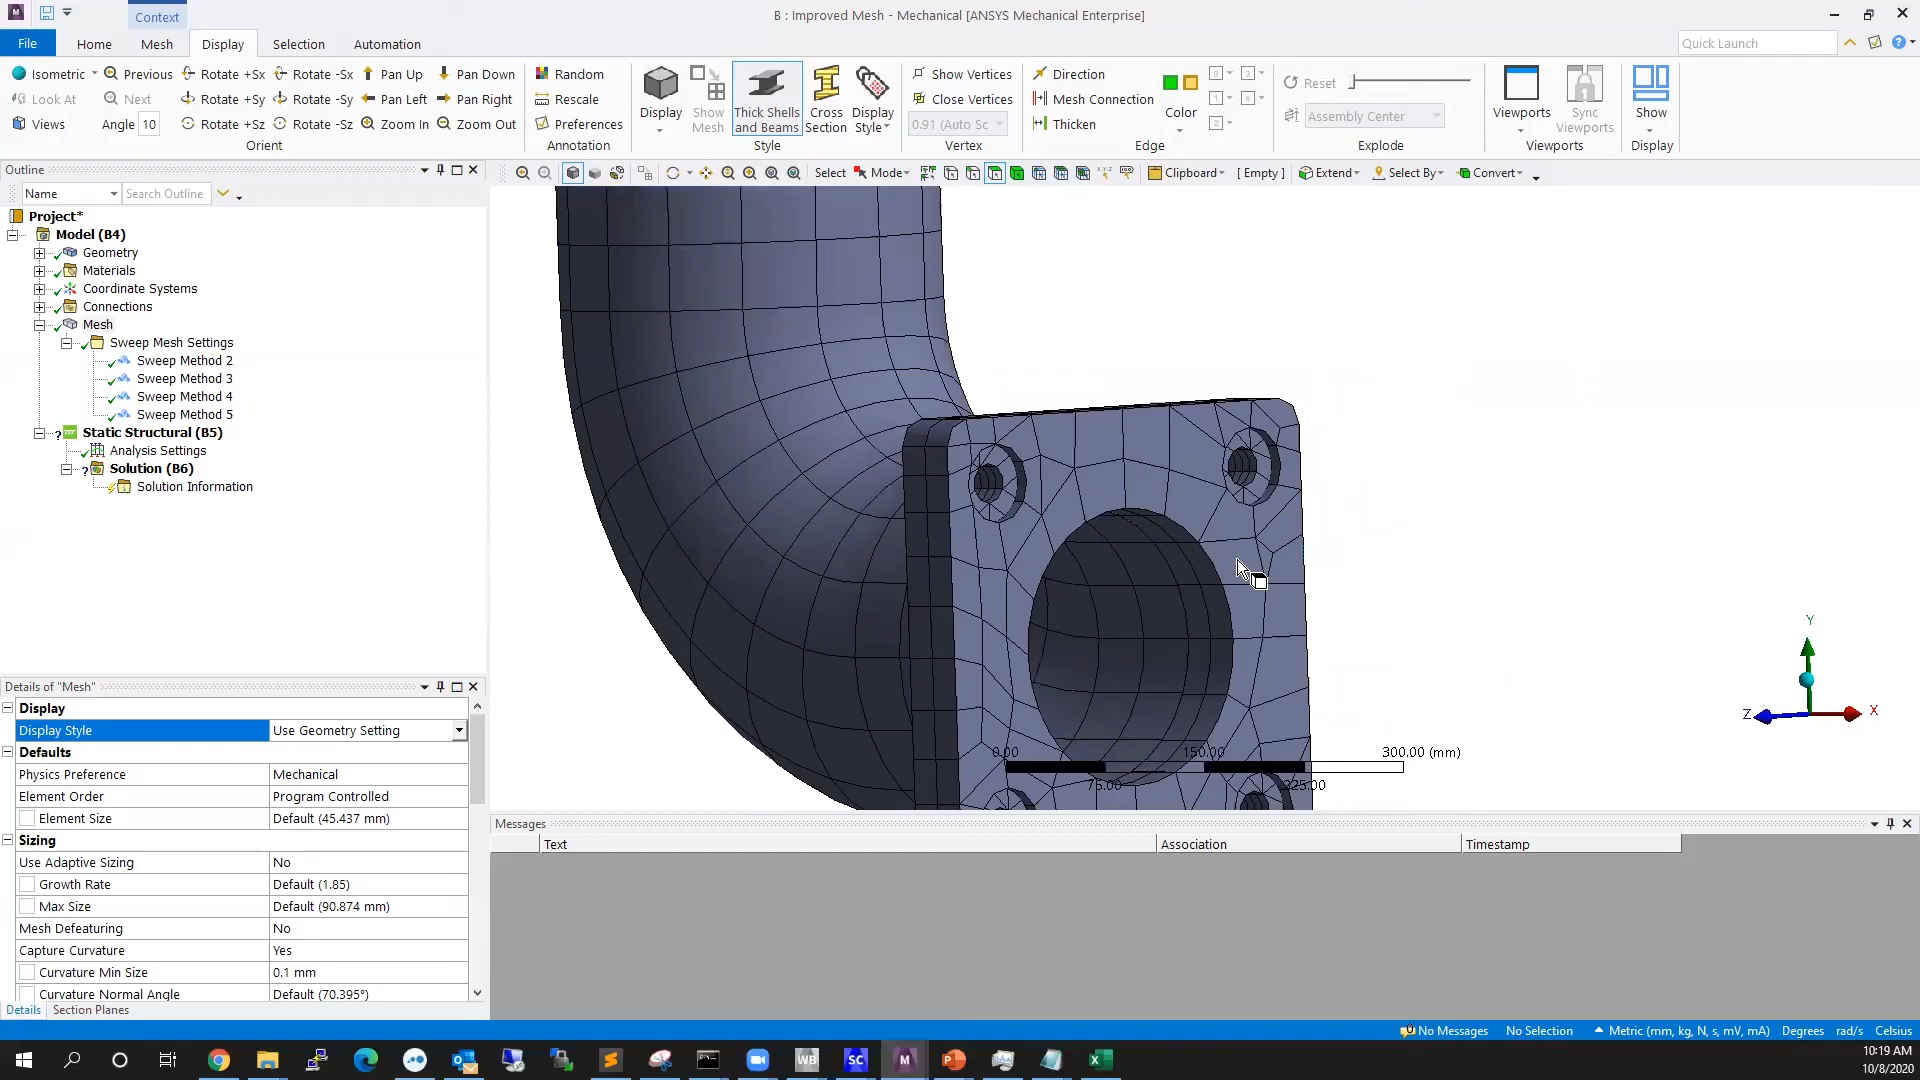 Context
B : Improved Mesh - Mechanical [ANSYS Mechanical Enterprise]
File
Home
Mesh
Display
Selection
Automation
Quick Launch
Isometric
Previous
Rotate +Sx
Rotate -Sx
Pan Up
Pan Down
Look At
Next
Rotate +Sy
Rotate -Sy
Pan Left
Pan Right
Views
Angle 10
Rotate +Sz
Rotate -Sz
Zoom In
Zoom Out
Orient
Random
Rescale
Preferences
Annotation
Display
Show
Mesh
Thick Shells
and Beams
Cross
Section
Display
Style
Style
Show Vertices
Close Vertices
0.91 (Auto Sc
Vertex
Direction
Mesh Connection
Thicken
Color
Edge
Reset
Assembly Center
Explode
Viewports
Sync
Viewports
Viewports
Show
Display
Outline
Name
Search Outline
Select
Mode
Clipboard
[ Empty ]
Extend
Select By
Convert
Project*
Model (B4)
Geometry
Materials
Coordinate Systems
Connections
Mesh
Sweep Mesh Settings
Sweep Method 2
Sweep Method 3
Sweep Method 4
Sweep Method 5
Static Structural (B5)
Analysis Settings
Solution (B6)
Solution Information
Y
Z
X
0.00
150.00
300.00 (mm)
75.00
225.00
Details of "Mesh"
Display
Display Style
Use Geometry Setting
Defaults
Physics Preference
Mechanical
Element Order
Program Controlled
Element Size
Default (45.437 mm)
Sizing
Use Adaptive Sizing
No
Growth Rate
Default (1.85)
Max Size
Default (90.874 mm)
Mesh Defeaturing
No
Capture Curvature
Yes
Curvature Min Size
0.1 mm
Curvature Normal Angle
Default (70.395°)
Details
Section Planes
Messages
Text
Association
Timestamp
No Messages
No Selection
Metric (mm, kg, N, s, mV, mA)
Degrees
rad/s
Celsius
WB
SC
M
10:19 AM
10/8/2020